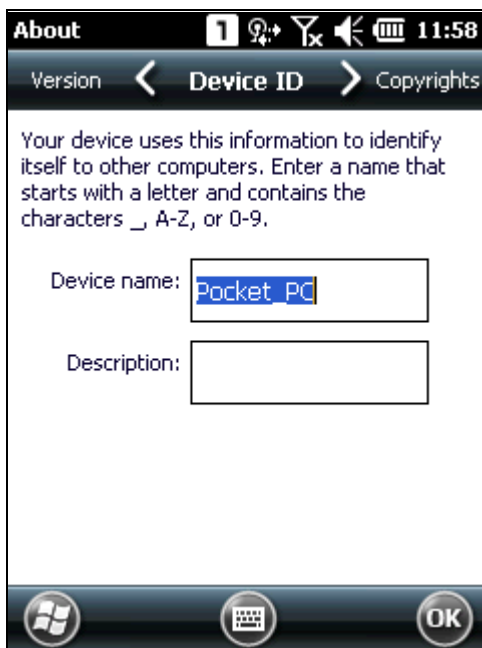 About 1 11:58
Version Device ID Copyrights
Your device uses this information to identify
itself to other computers. Enter a name that
starts with a letter and contains the
characters _, A-Z, or 0-9.
Device name: Pocket_PC
Description:
OK